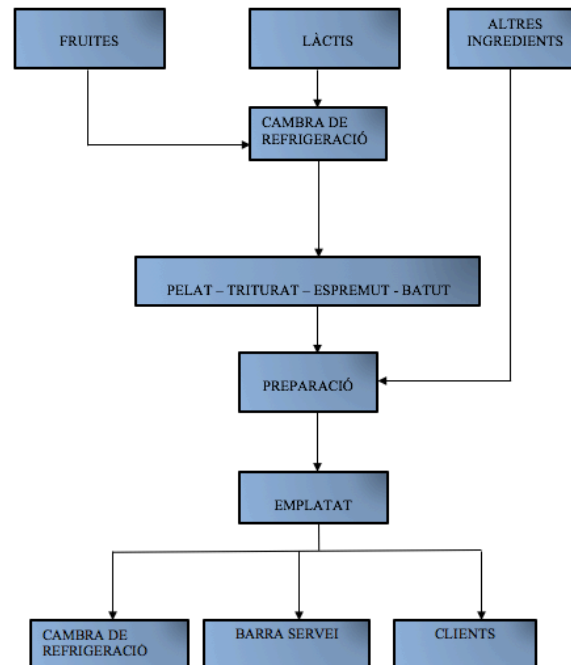 FRUITES
LÀCTIS
ALTRES
INGREDIENTS
CAMBRA DE
REFRIGERACIÓ
PELAT – TRITURAT – ESPREMUT - BATUT
PREPARACIÓ
EMPLATAT
CAMBRA DE
REFRIGERACIÓ
BARRA SERVEI
CLIENTS